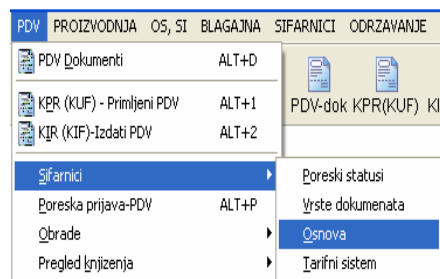 PDV PROIZVODNJA OS, SI BLAGAJNA SIFARNICI ODRZAVANJE
PDV Dokumenti ALT+D
KPR (KUF) - Primljeni PDV ALT+1
KIR (KIF)-Izdati PDV ALT+2
PDV-dok KPR(KUF) KI
Sifarnici
Poreska prijava-PDV ALT+P
Obrade
Pregled knjizenja
Poreski statusi
Vrste dokumenata
Osnova
Tarifni sistem